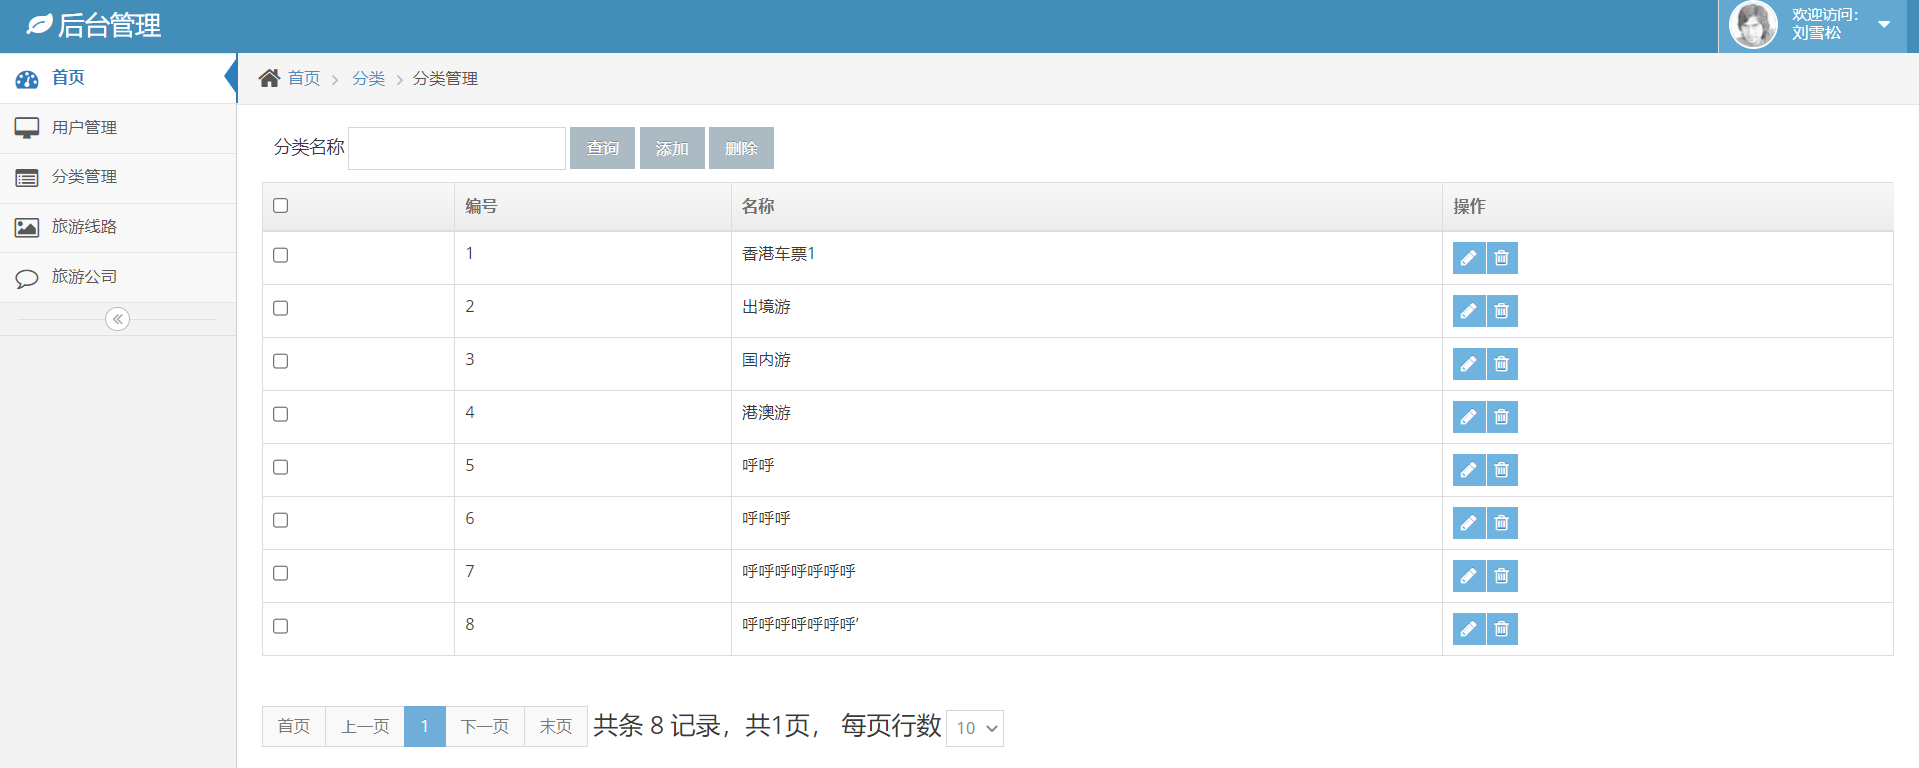 后台管理
欢迎访问：
刘雪松
首页
用户管理
分类管理
旅游线路
旅游公司
首页 分类 分类管理
分类名称 查询 添加 删除
编号 名称 操作
1 香港车票1
2 出境游
3 国内游
4 港澳游
5 呼呼
6 呼呼呼
7 呼呼呼呼呼呼呼
8 呼呼呼呼呼呼呼'
首页 上一页 1 下一页 末页 共条 8 记录，共1页， 每页行数 10